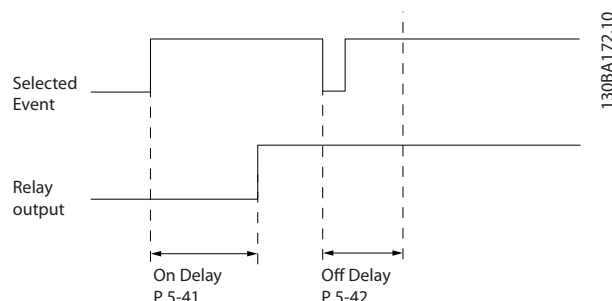 130BA172.10
Selected
Event
Relay
output
On Delay
P 5-41
Off Delay
P 5-42